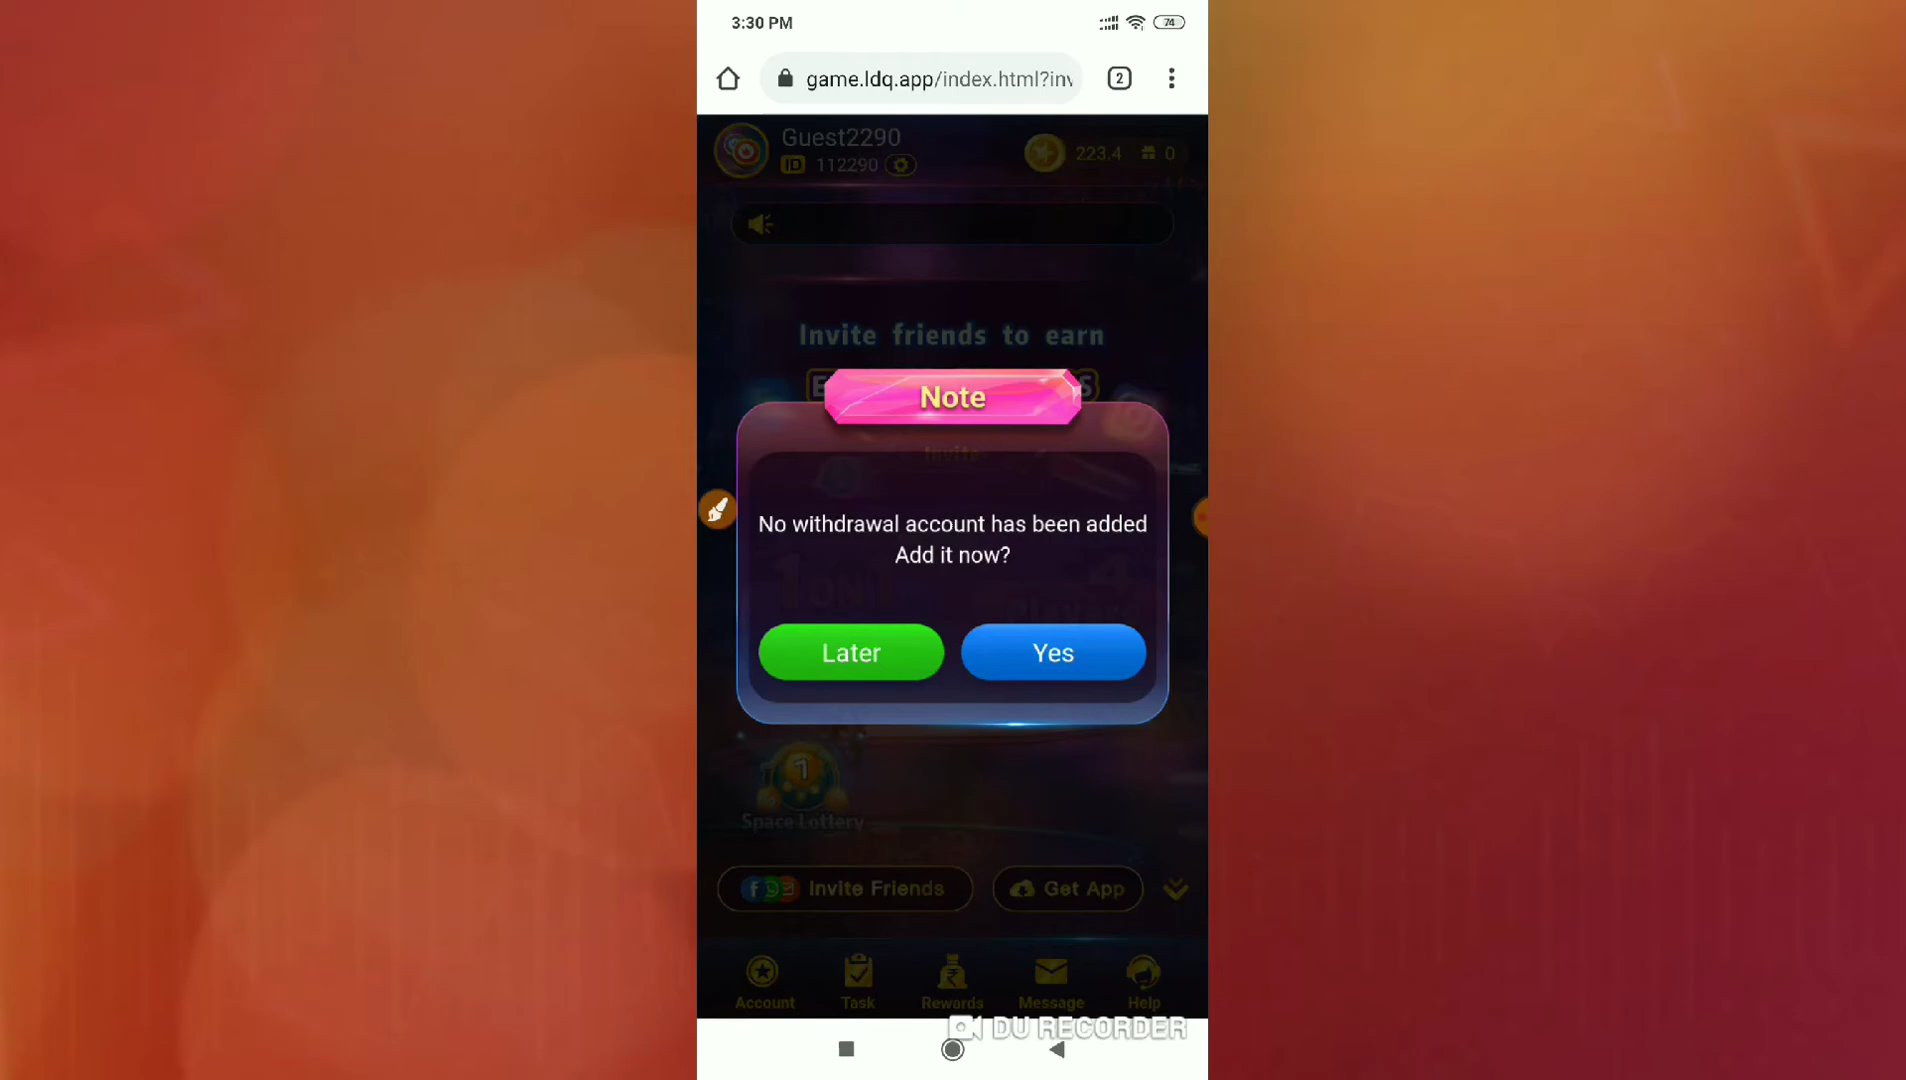 3:30 PM
74
game.ldq.app/index.html?inv
2
Guest2290
ID 112290
223.4
0
Invite friends to earn
Note
Invite
No withdrawal account has been added
Add it now?
Later
Yes
Space Lottery
Invite Friends
Get App
Account
Task
Rewards
Message
Help
DU RECORDER